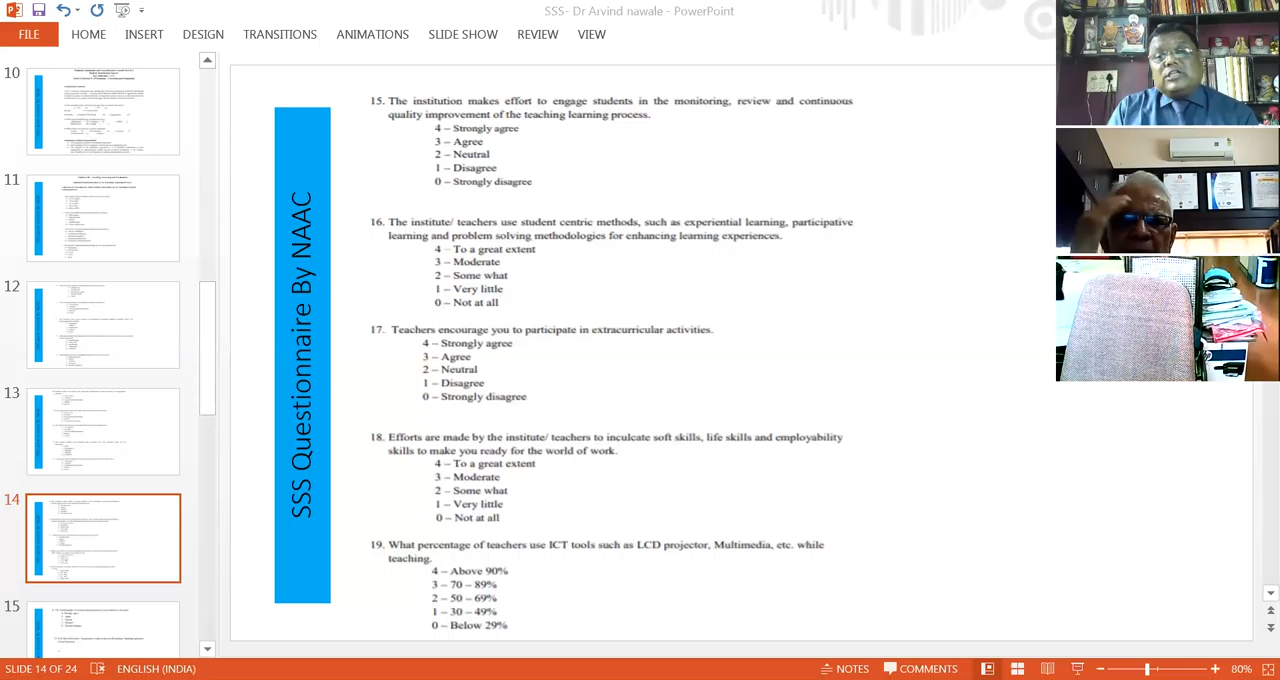 SSS- Dr Arvind nawale - PowerPoint
FILE HOME INSERT DESIGN TRANSITIONS ANIMATIONS SLIDE SHOW REVIEW VIEW
10
11
12
13
14
15
SSS Questionnaire By NAAC
15. The institution makes effort to engage students in the monitoring, review and continuous
quality improvement of the teaching learning process.
4 – Strongly agree
3 – Agree
2 – Neutral
1 – Disagree
0 – Strongly disagree
16. The institute/ teachers use student centric methods, such as experiential learning, participative
learning and problem solving methodologies for enhancing learning experiences.
4 – To a great extent
3 – Moderate
2 – Some what
1 – Very little
0 – Not at all
17. Teachers encourage you to participate in extracurricular activities.
4 – Strongly agree
3 – Agree
2 – Neutral
1 – Disagree
0 – Strongly disagree
18. Efforts are made by the institute/ teachers to inculcate soft skills, life skills and employability
skills to make you ready for the world of work.
4 – To a great extent
3 – Moderate
2 – Some what
1 – Very little
0 – Not at all
19. What percentage of teachers use ICT tools such as LCD projector, Multimedia, etc. while
teaching.
4 – Above 90%
3 – 70 – 89%
2 – 50 – 69%
1 – 30 – 49%
0 – Below 29%
SLIDE 14 OF 24 ENGLISH (INDIA) NOTES COMMENTS 80%